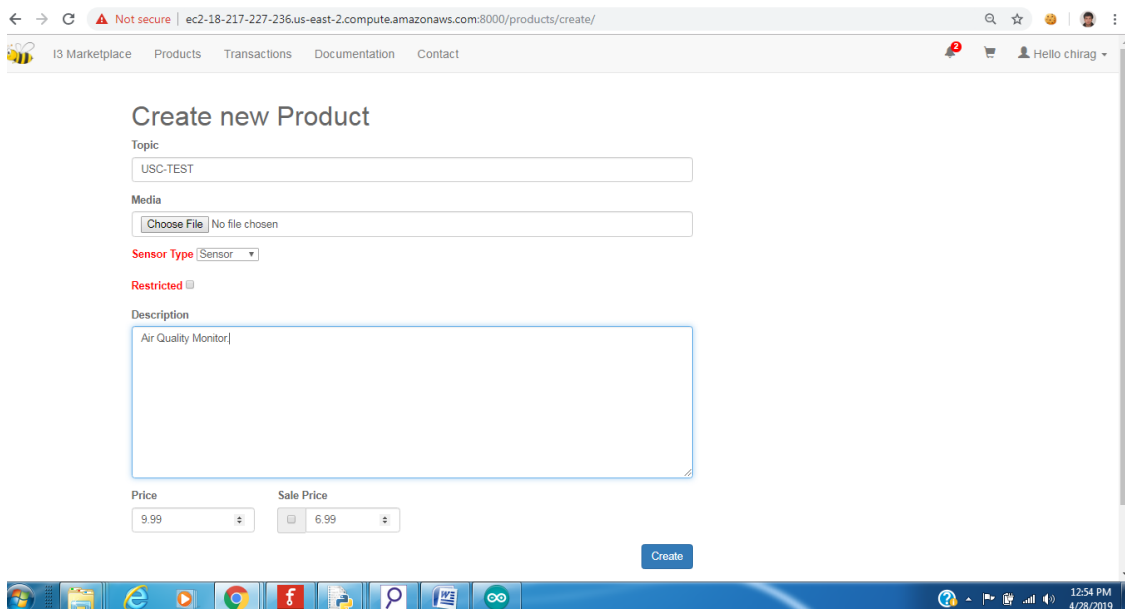 Not secure | ec2-18-217-227-236.us-east-2.compute.amazonaws.com:8000/products/create/
I3 Marketplace Products Transactions Documentation Contact 2 Hello chirag
Create new Product
Topic
USC-TEST
Media
Choose File No file chosen
Sensor Type Sensor
Restricted
Description
Air Quality Monitor.
Price Sale Price
9.99 6.99
Create
12:54 PM
4/28/2019